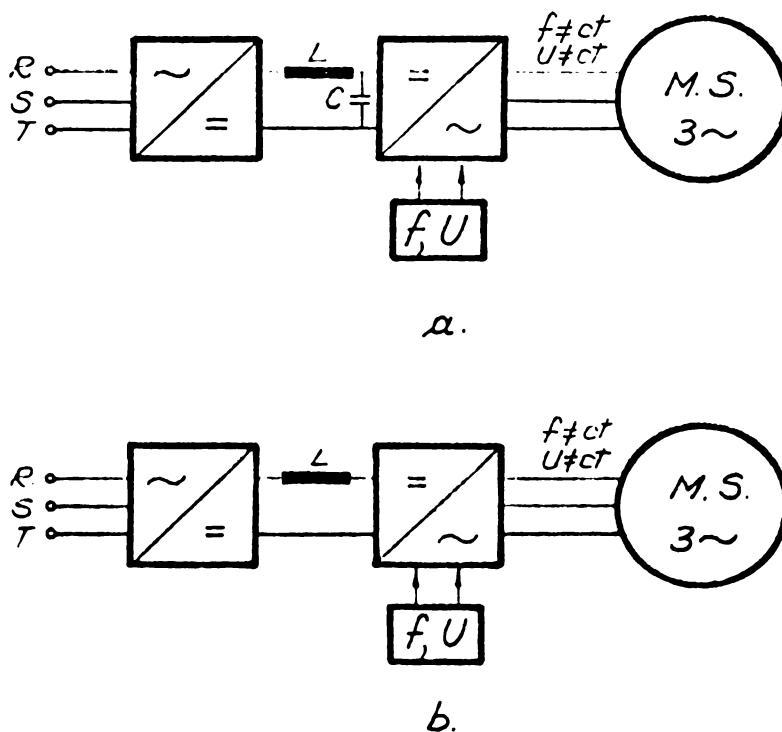 R
S
T
~
=
L
C
=
~
f≠ct
U≠ct
M.S.
3~
f, U
a.
R
S
T
~
=
L
=
~
f≠ct
U≠ct
M.S.
3~
f, U
b.